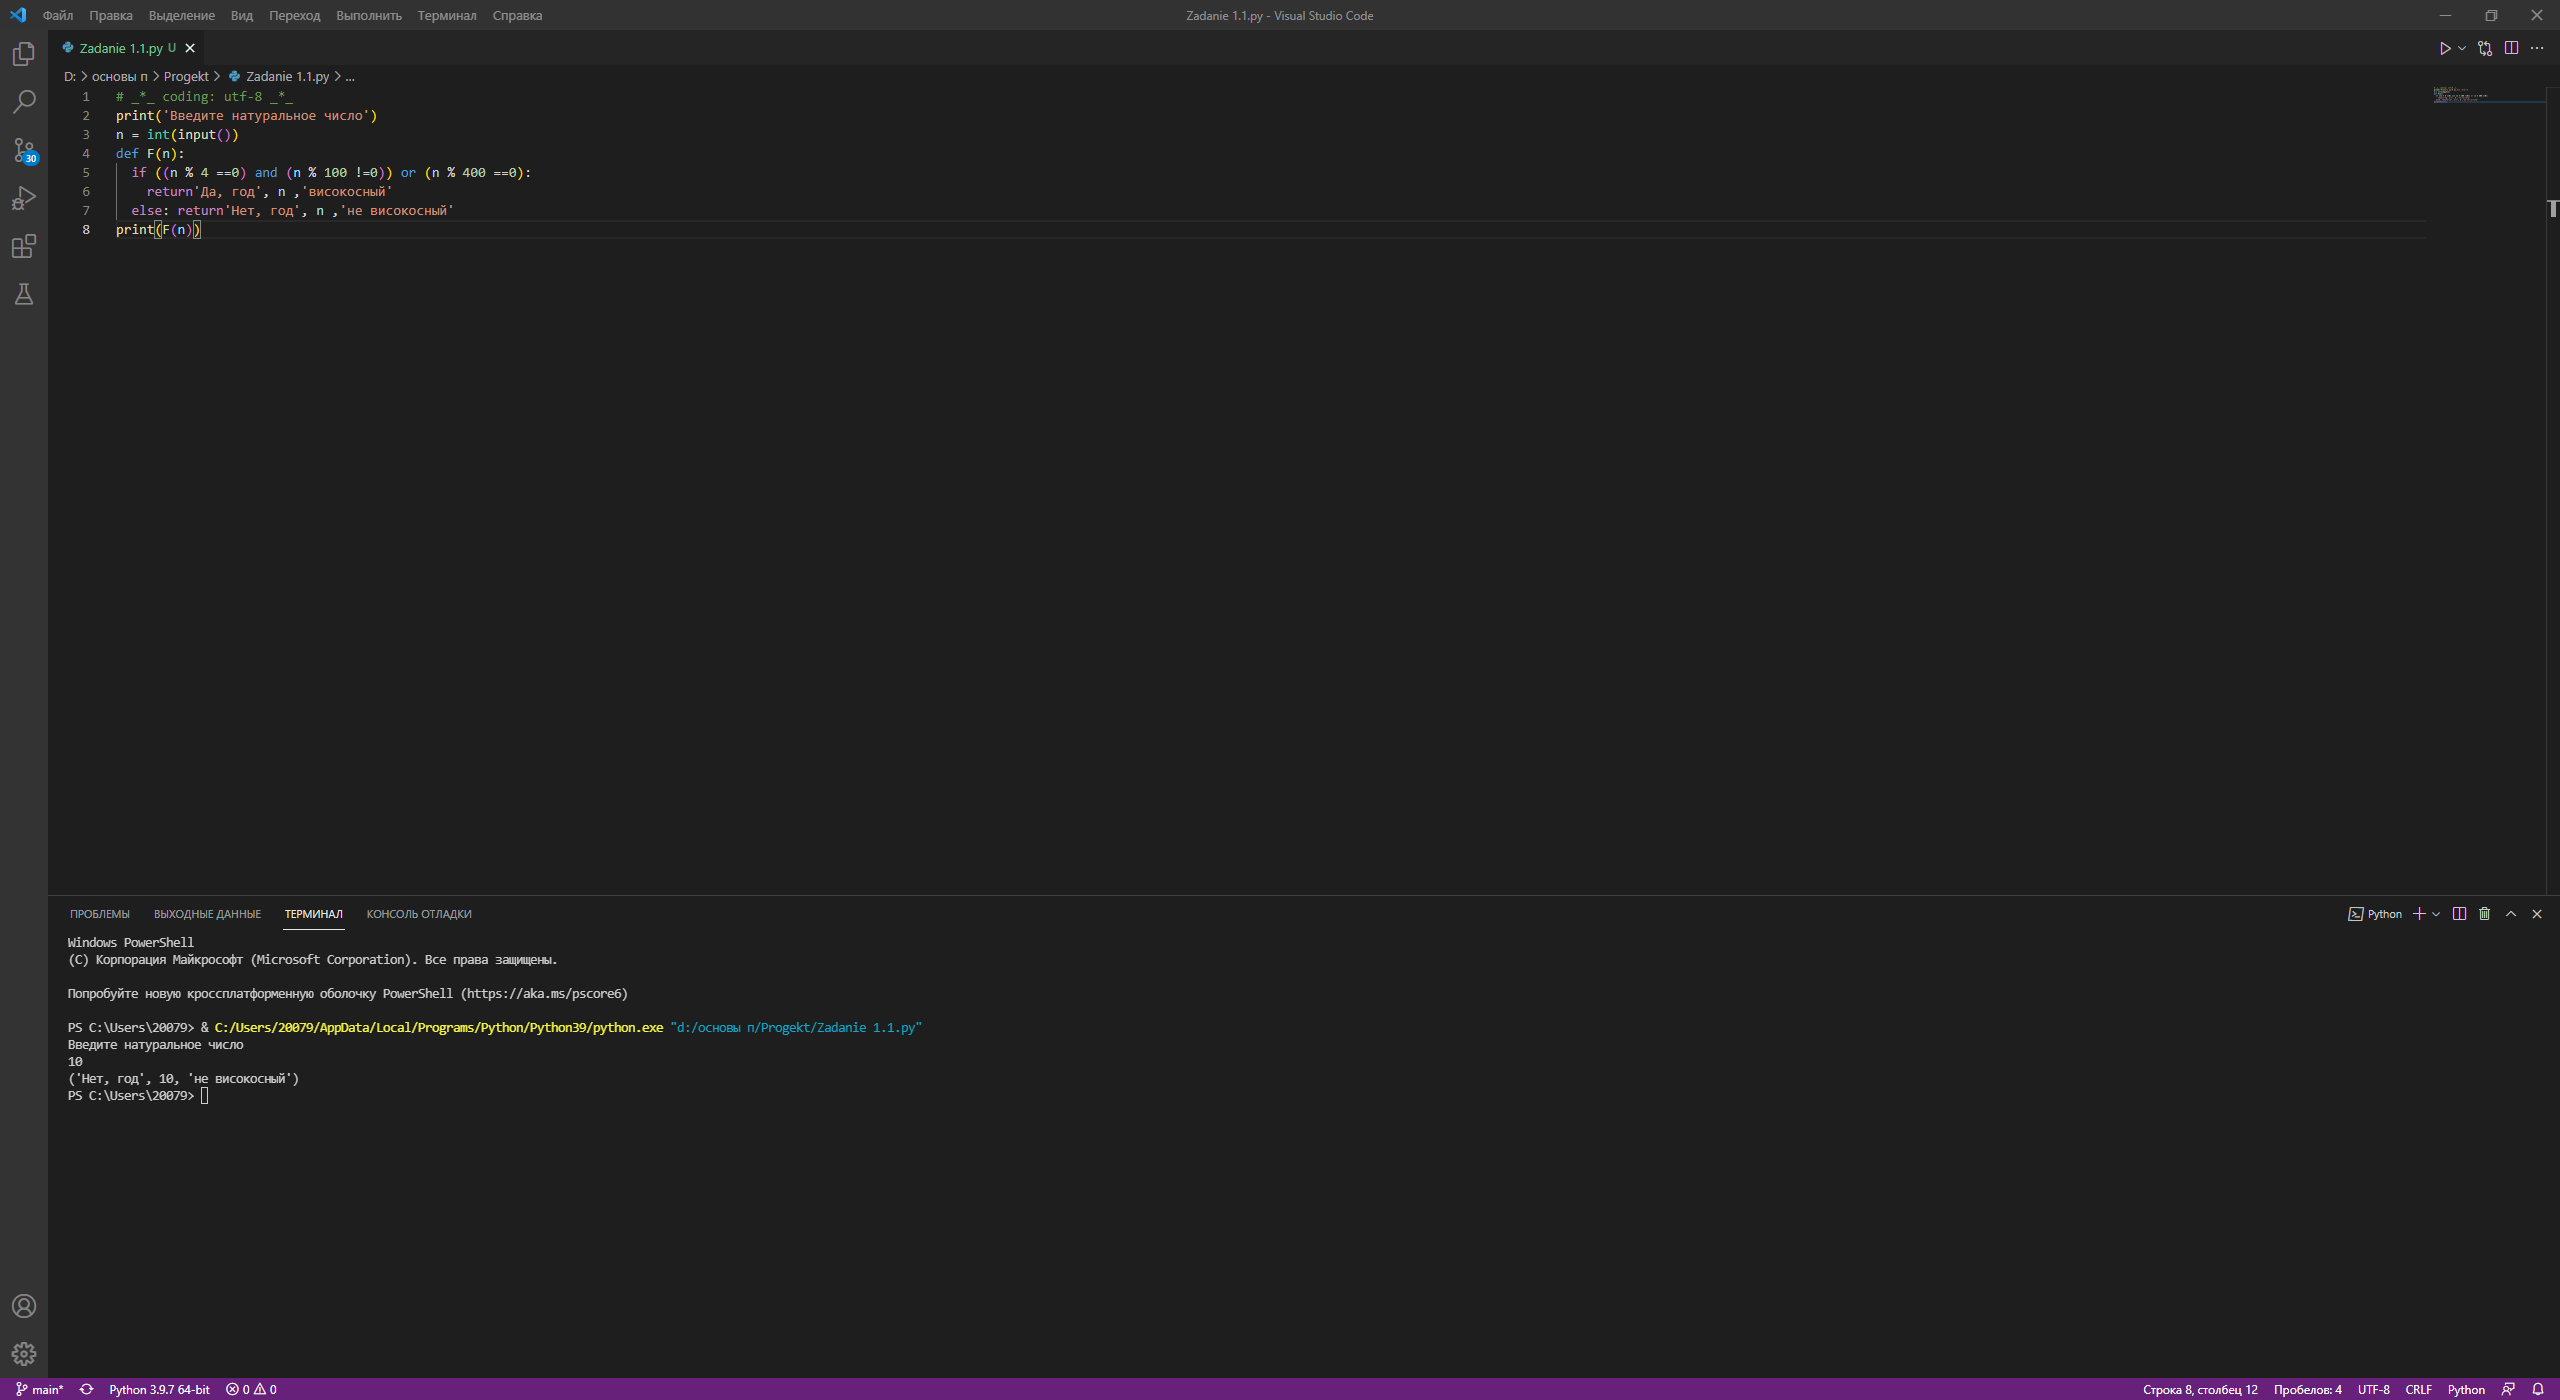 Файл Правка Выделение Вид Переход Выполнить Терминал Справка
Zadanie 1.1.py - Visual Studio Code
Zadanie 1.1.py U
D: > основы п > Progekt > Zadanie 1.1.py > ...
1 # _*_ coding: utf-8 _*_
2 print('Введите натуральное число')
3 n = int(input())
4 def F(n):
5 if ((n % 4 ==0) and (n % 100 !=0)) or (n % 400 ==0):
6 return'Да, год', n ,'високосный'
7 else: return'Нет, год', n ,'не високосный'
8 print(F(n))
30
ПРОБЛЕМЫ ВЫХОДНЫЕ ДАННЫЕ ТЕРМИНАЛ КОНСОЛЬ ОТЛАДКИ
Python
Windows PowerShell
(C) Корпорация Майкрософт (Microsoft Corporation). Все права защищены.
Попробуйте новую кроссплатформенную оболочку PowerShell (https://aka.ms/pscore6)
PS C:\Users\20079> & C:/Users/20079/AppData/Local/Programs/Python/Python39/python.exe "d:/основы п/Progekt/Zadanie 1.1.py"
Введите натуральное число
10
('Нет, год', 10, 'не високосный')
PS C:\Users\20079>
main* Python 3.9.7 64-bit 0 0
Строка 8, столбец 12 Пробелов: 4 UTF-8 CRLF Python